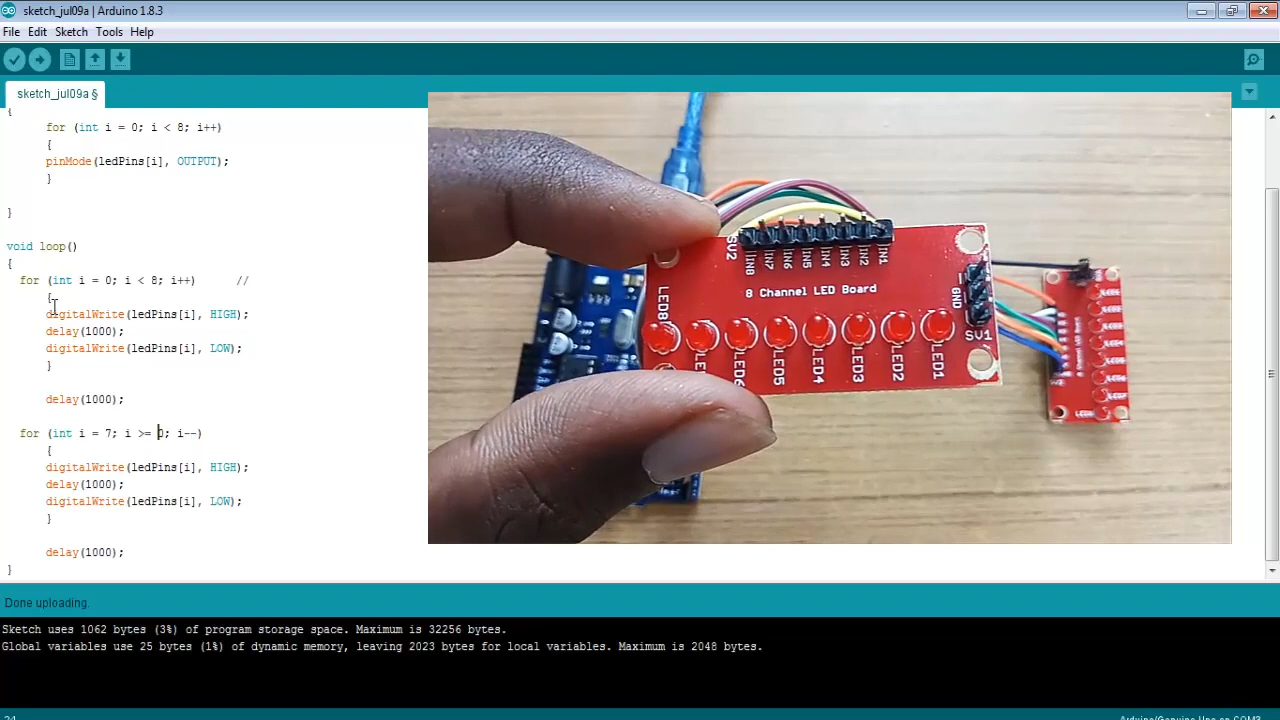 sketch_jul09a | Arduino 1.8.3
File Edit Sketch Tools Help
sketch_jul09a §
{
for (int i = 0; i < 8; i++)
{
pinMode(ledPins[i], OUTPUT);
}
}
void loop()
{
for (int i = 0; i < 8; i++) //
{
digitalWrite(ledPins[i], HIGH);
delay(1000);
digitalWrite(ledPins[i], LOW);
}
delay(1000);
for (int i = 7; i >= 0; i--)
{
digitalWrite(ledPins[i], HIGH);
delay(1000);
digitalWrite(ledPins[i], LOW);
}
delay(1000);
}
SV2
IN8 IN7 IN6 IN5 IN4 IN3 IN2 IN1
8 Channel LED Board
GND
SV1
LED8
LED6 LED5 LED4 LED3 LED2 LED1
8 Channel LED Board
Done uploading.
Sketch uses 1062 bytes (3%) of program storage space. Maximum is 32256 bytes.
Global variables use 25 bytes (1%) of dynamic memory, leaving 2023 bytes for local variables. Maximum is 2048 bytes.